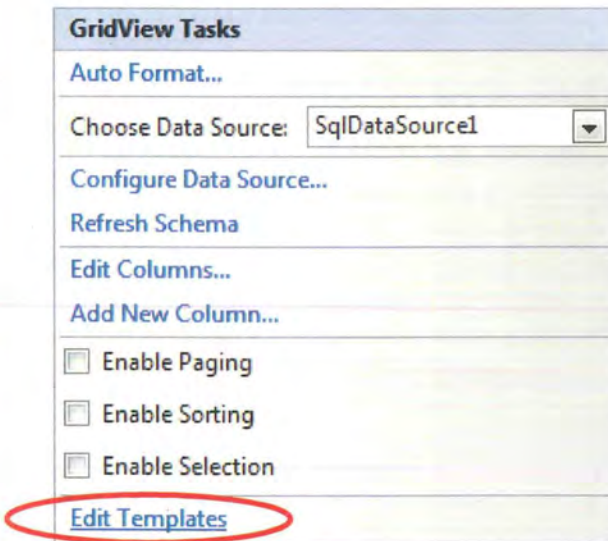 GridView Tasks
Auto Format...
Choose Data Source: SqlDataSource1
Configure Data Source...
Refresh Schema
Edit Columns...
Add New Column...
Enable Paging
Enable Sorting
Enable Selection
Edit Templates